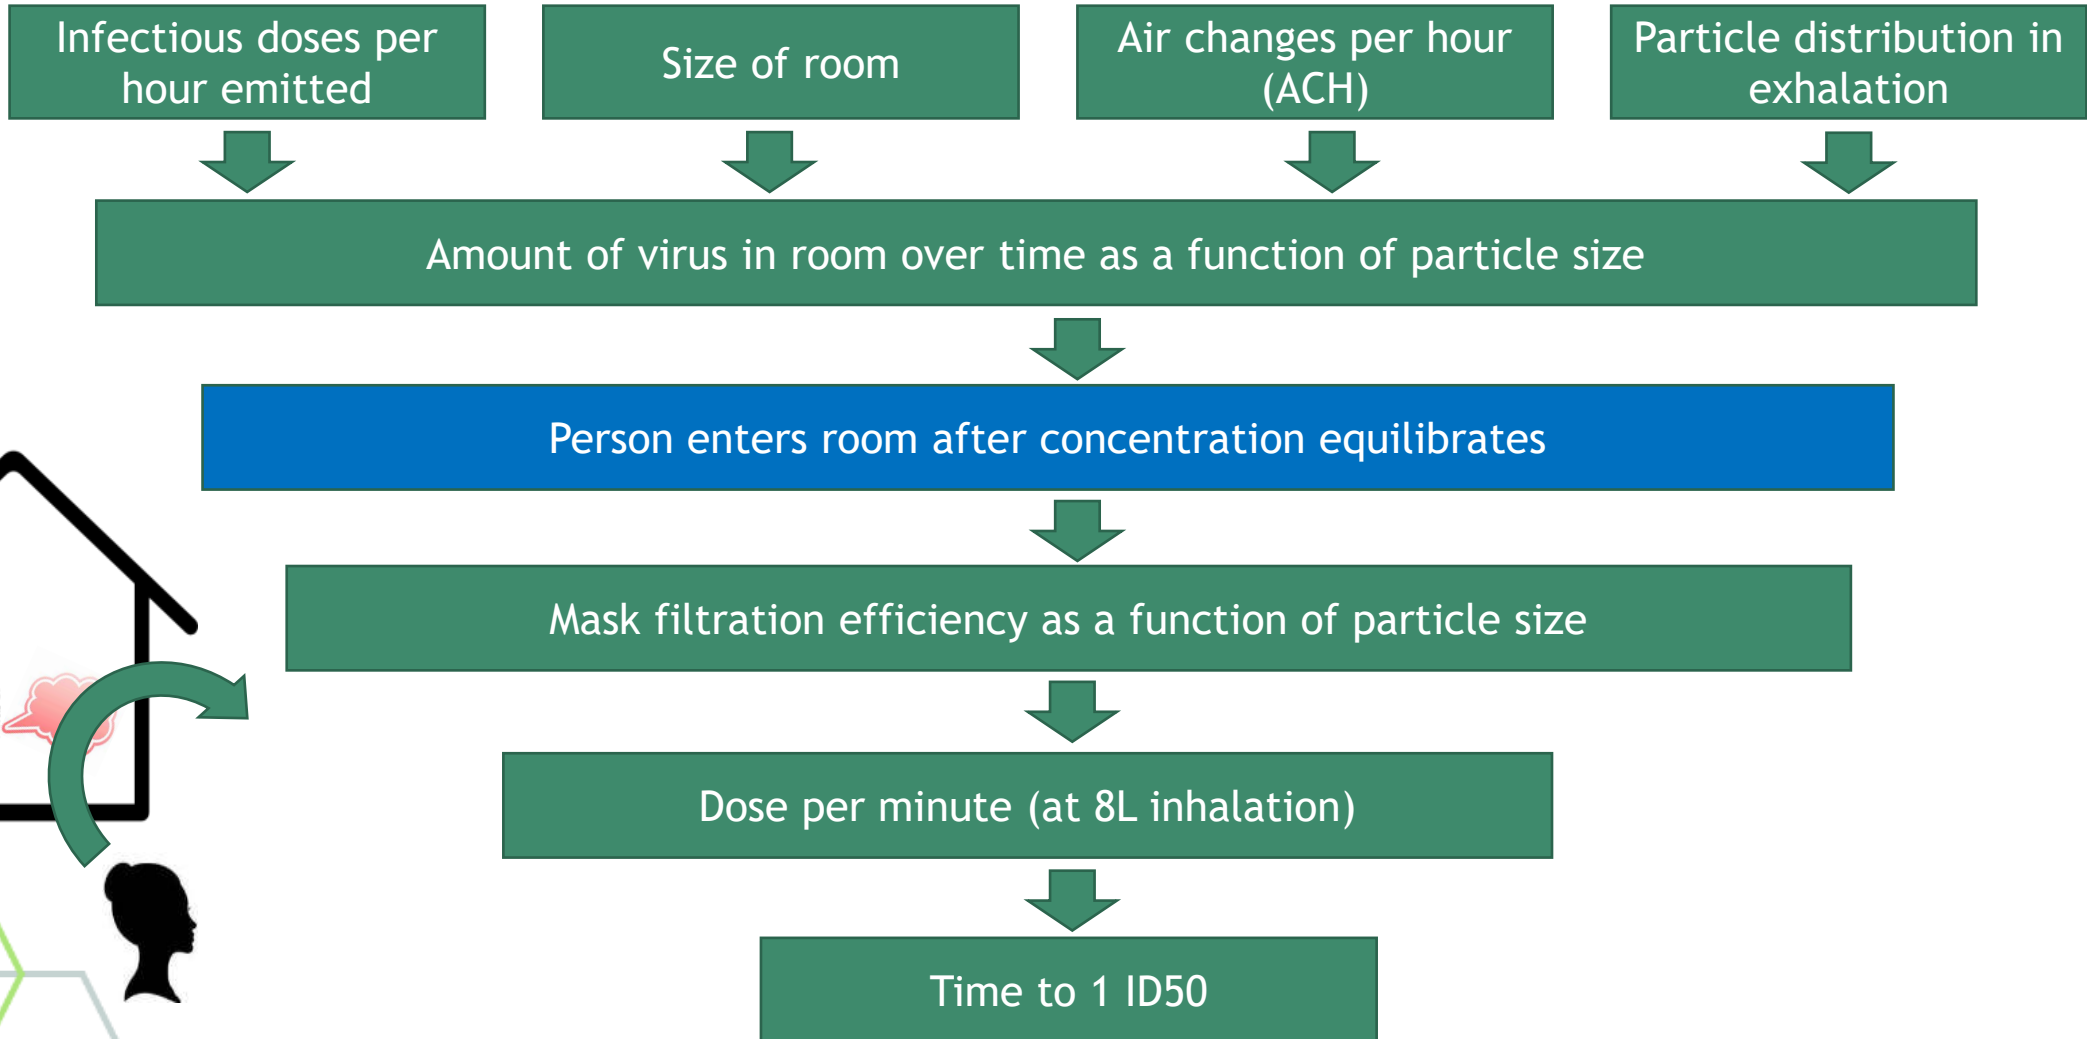 Infectious doses per
hour emitted
Size of room
Air changes per hour
(ACH)
Particle distribution in
exhalation
Amount of virus in room over time as a function of particle size
Person enters room after concentration equilibrates
Mask filtration efficiency as a function of particle size
Dose per minute (at 8L inhalation)
Time to 1 ID50